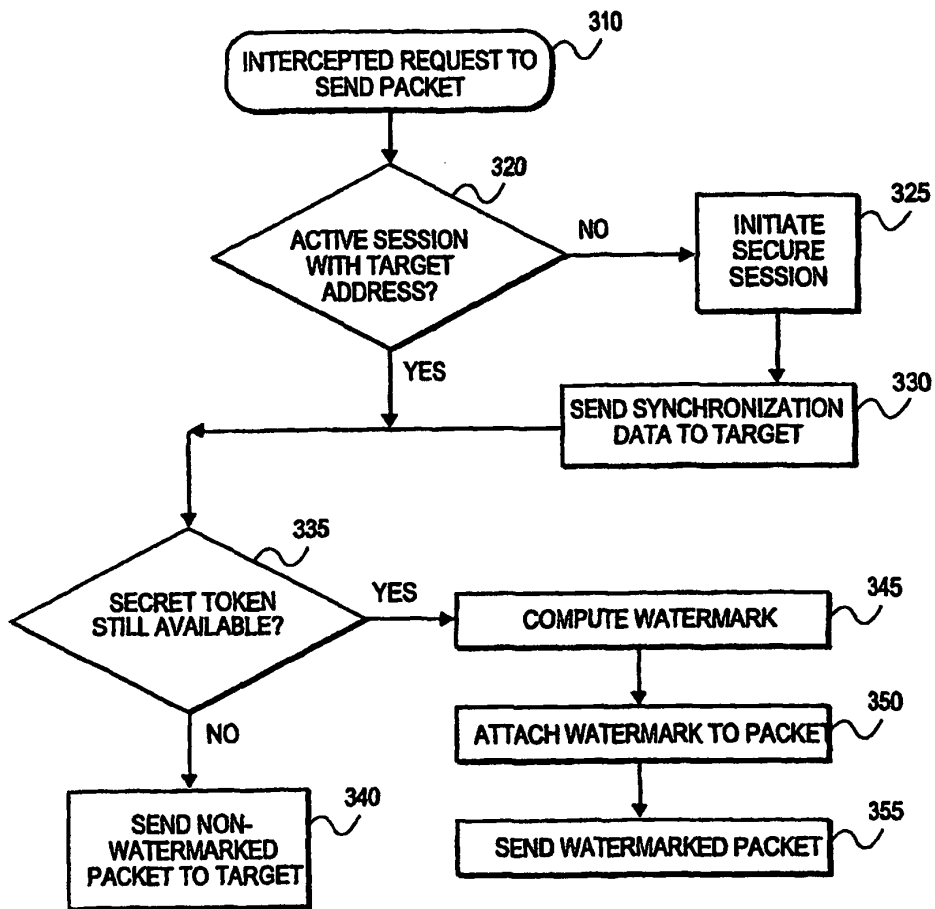 310
INTERCEPTED REQUEST TO
SEND PACKET
320
ACTIVE SESSION
WITH TARGET
ADDRESS?
NO
325
INITIATE
SECURE
SESSION
YES
330
SEND SYNCHRONIZATION
DATA TO TARGET
335
SECRET TOKEN
STILL AVAILABLE?
YES
345
COMPUTE WATERMARK
350
ATTACH WATERMARK TO PACKET
NO
340
SEND NON-
WATERMARKED
PACKET TO TARGET
355
SEND WATERMARKED PACKET